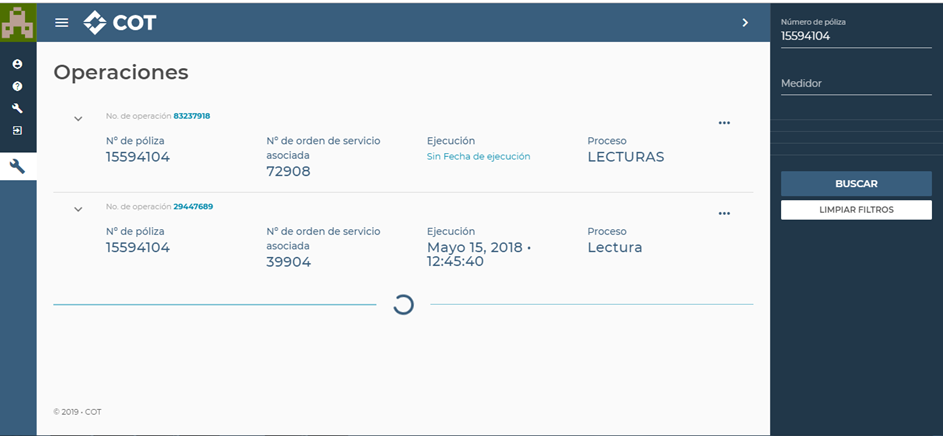 COT
Operaciones
No. de operación 83237918
N° de póliza
15594104
N° de orden de servicio
asociada
72908
Ejecución
Sin Fecha de ejecución
Proceso
LECTURAS
No. de operación 29447689
N° de póliza
15594104
N° de orden de servicio
asociada
39904
Ejecución
Mayo 15, 2018 •
12:45:40
Proceso
Lectura
© 2019 - COT
Número de póliza
15594104
Medidor
BUSCAR
LIMPIAR FILTROS